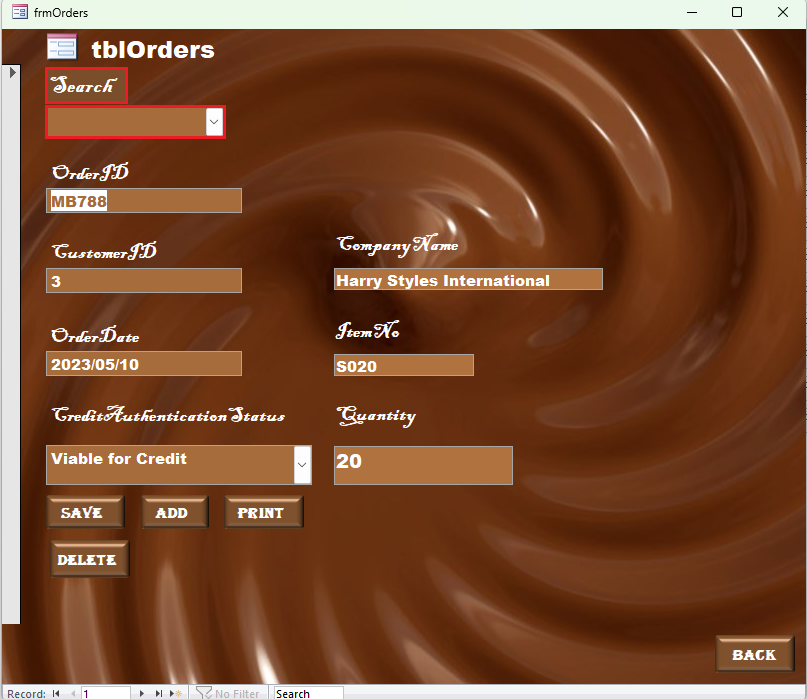 frmOrders
tblOrders
Search
OrderID
MB788
CustomerID
CompanyName
3
Harry Styles International
OrderDate
ItemNo
2023/05/10
S020
CreditAuthenticationStatus
Quantity
Viable for Credit
20
SAVE ADD PRINT
DELETE
BACK
Record: 1 No Filter Search